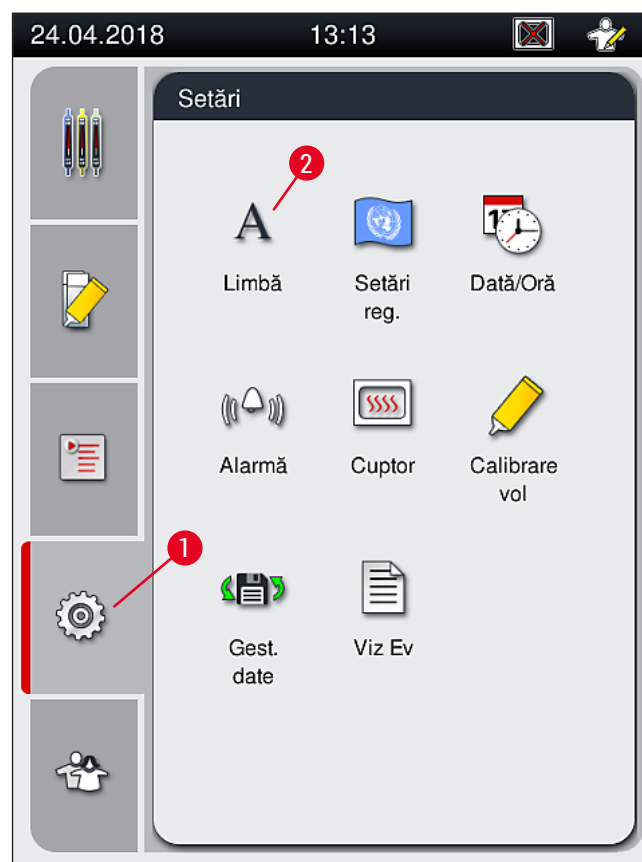 24.04.2018 13:13
Setări
2
A
Limbă
Setări
reg.
Dată/Oră
Alarmă
Cuptor
Calibrare
vol
1
Gest.
date
Viz Ev